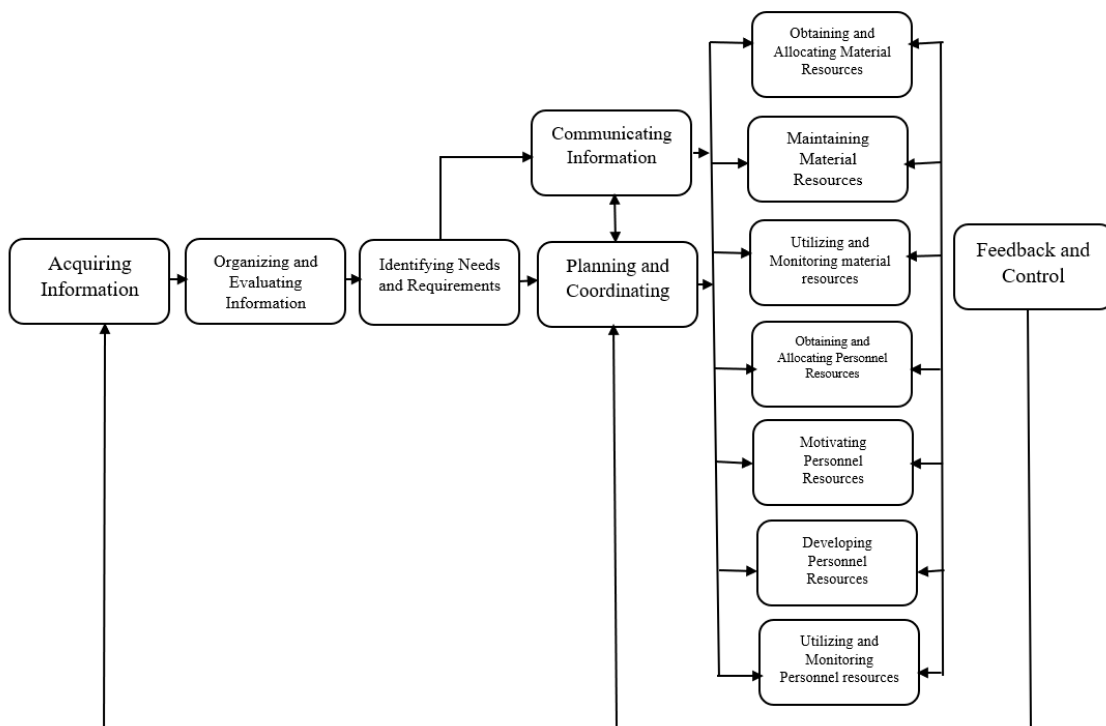 Acquiring
Information
Organizing and
Evaluating
Information
Identifying Needs
and Requirements
Communicating
Information
Planning and
Coordinating
Obtaining and
Allocating Material
Resources
Maintaining
Material
Resources
Utilizing and
Monitoring material
resources
Obtaining and
Allocating Personnel
Resources
Motivating
Personnel
Resources
Developing
Personnel
Resources
Utilizing and
Monitoring
Personnel resources
Feedback and
Control